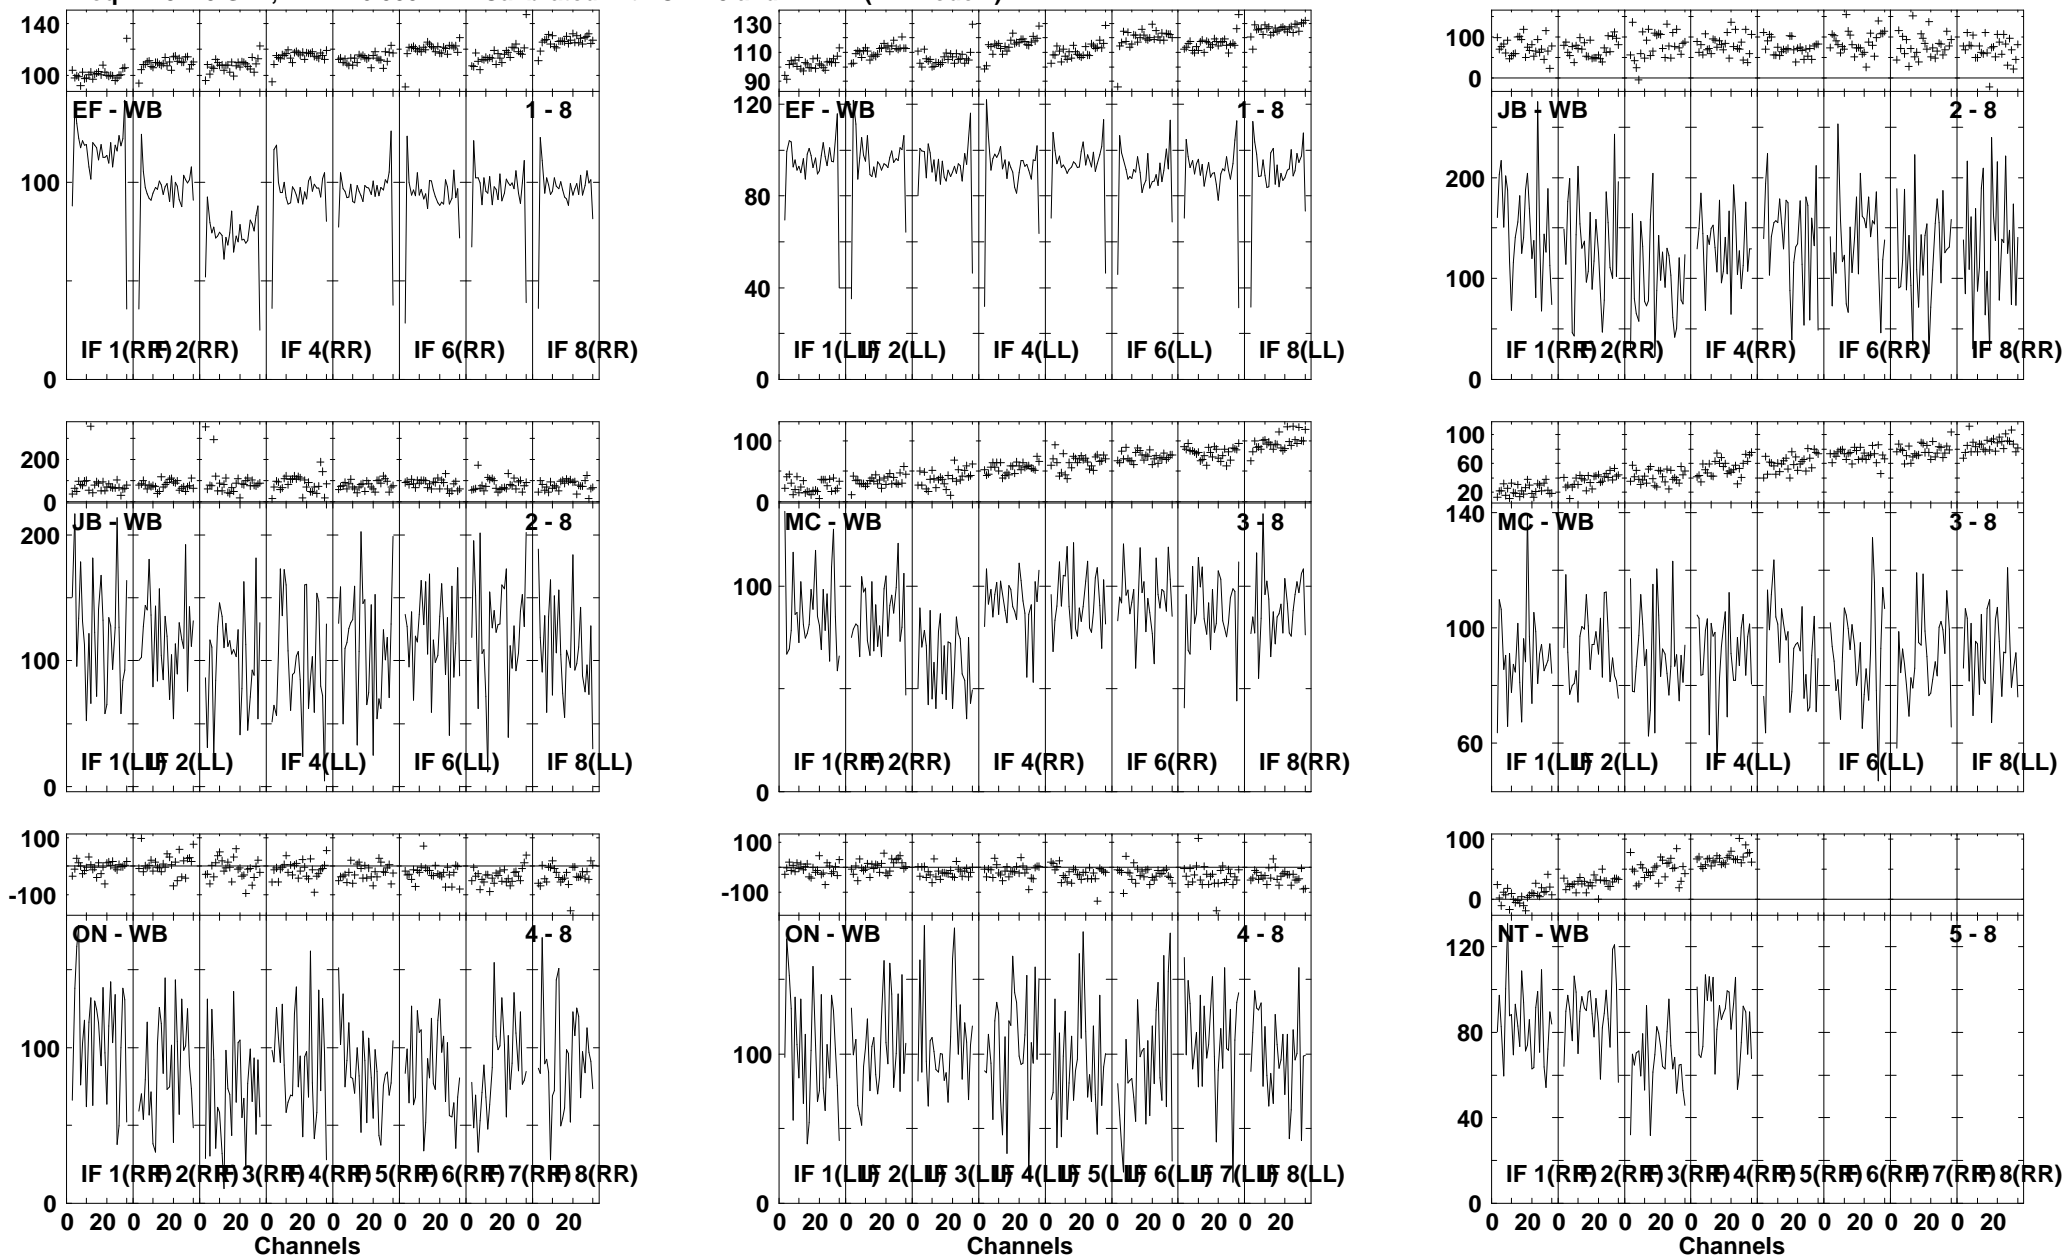 140
100
EF - WB 1 - 8
100
0
IF 1(RR) IF 2(RR) IF 4(RR) IF 6(RR) IF 8(RR)
130
110
90
EF - WB 1 - 8
120
80
40
0
IF 1(LL) IF 2(LL) IF 4(LL) IF 6(LL) IF 8(LL)
100
0
JB - WB 2 - 8
200
100
0
IF 1(RR) IF 2(RR) IF 4(RR) IF 6(RR) IF 8(RR)
200
0
JB - WB 2 - 8
200
100
0
IF 1(LL) IF 2(LL) IF 4(LL) IF 6(LL) IF 8(LL)
100
0
MC - WB 3 - 8
100
0
IF 1(RR) IF 2(RR) IF 4(RR) IF 6(RR) IF 8(RR)
100
60
20
MC - WB 3 - 8
140
100
60
IF 1(LL) IF 2(LL) IF 4(LL) IF 6(LL) IF 8(LL)
100
-100
ON - WB 4 - 8
100
0
IF 1(RR) IF 2(RR) IF 3(RR) IF 4(RR) IF 5(RR) IF 6(RR) IF 7(RR) IF 8(RR)
0 20 0 20 0 20 0 20 0 20 0 20 0 20 0 20
Channels
100
-100
ON - WB 4 - 8
100
0
IF 1(LL) IF 2(LL) IF 3(LL) IF 4(LL) IF 5(LL) IF 6(LL) IF 7(LL) IF 8(LL)
0 20 0 20 0 20 0 20 0 20 0 20 0 20 0 20
Channels
100
0
NT - WB 5 - 8
120
80
40
0
IF 1(RR) IF 2(RR) IF 3(RR) IF 4(RR) IF 5(RR) IF 6(RR) IF 7(RR) IF 8(RR)
0 20 0 20 0 20 0 20 0 20 0 20 0 20 0 20
Channels